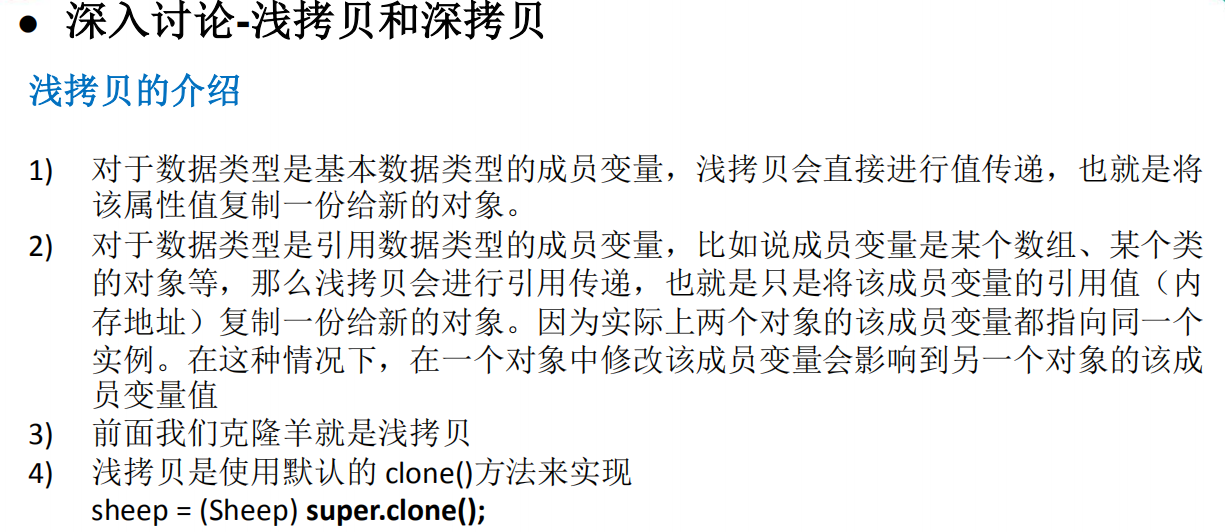 ● 深入讨论-浅拷贝和深拷贝
浅拷贝的介绍
1) 对于数据类型是基本数据类型的成员变量，浅拷贝会直接进行值传递，也就是将
该属性值复制一份给新的对象。
2) 对于数据类型是引用数据类型的成员变量，比如说成员变量是某个数组、某个类
的对象等，那么浅拷贝会进行引用传递，也就是只是将该成员变量的引用值（内
存地址）复制一份给新的对象。因为实际上两个对象的该成员变量都指向同一个
实例。在这种情况下，在一个对象中修改该成员变量会影响到另一个对象的该成
员变量值
3) 前面我们克隆羊就是浅拷贝
4) 浅拷贝是使用默认的 clone()方法来实现
sheep = (Sheep) super.clone();